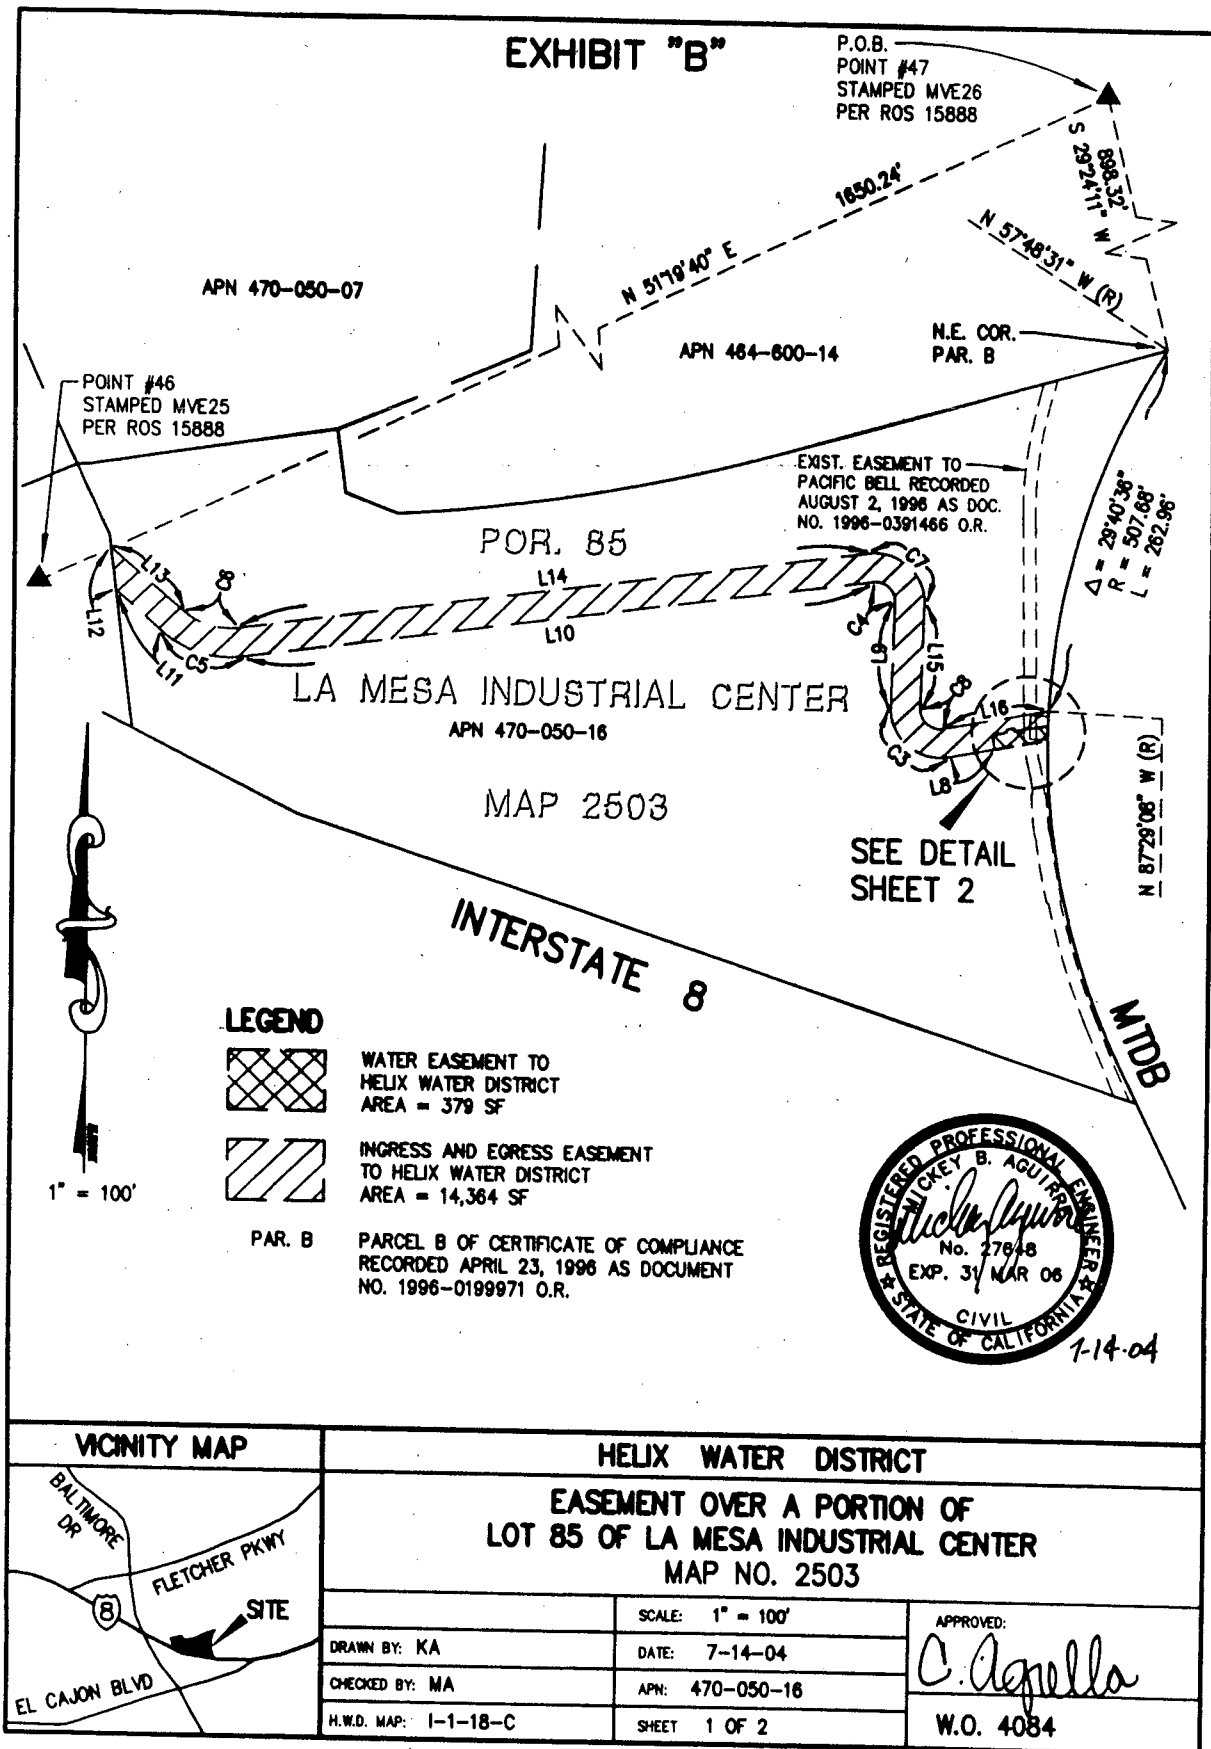 EXHIBIT "B"
P.O.B.
POINT #47
STAMPED MVE26
PER ROS 15888
S 29°24'11" W
898.32'
1650.24'
N 51°19'40" E
N 57°48'31" W (R)
APN 470-050-07
APN 464-600-14
N.E. COR.
PAR. B
POINT #46
STAMPED MVE25
PER ROS 15888
EXIST. EASEMENT TO
PACIFIC BELL RECORDED
AUGUST 2, 1996 AS DOC.
NO. 1996-0391466 O.R.
Δ = 29°40'36"
R = 507.68'
L = 262.96'
POR. 85
L13
L14
C7
L12
L10
C4
L11
C5
L9
L15
C8
L16
C3
L8
LA MESA INDUSTRIAL CENTER
APN 470-050-16
MAP 2503
N 87°29'08" W (R)
SEE DETAIL
SHEET 2
INTERSTATE 8
MTDB
1" = 100'
LEGEND
WATER EASEMENT TO
HELIX WATER DISTRICT
AREA = 379 SF
INGRESS AND EGRESS EASEMENT
TO HELIX WATER DISTRICT
AREA = 14,364 SF
PAR. B
PARCEL B OF CERTIFICATE OF COMPLIANCE
RECORDED APRIL 23, 1996 AS DOCUMENT
NO. 1996-0199971 O.R.
REGISTERED PROFESSIONAL ENGINEER
MICKEY B. AGUIRRE
No. 27648
EXP. 31 MAR 06
CIVIL
STATE OF CALIFORNIA
7-14-04
VICINITY MAP
BALTIMORE
DR
FLETCHER PKWY
8
SITE
EL CAJON BLVD
HELIX WATER DISTRICT
EASEMENT OVER A PORTION OF
LOT 85 OF LA MESA INDUSTRIAL CENTER
MAP NO. 2503
SCALE: 1" = 100'
DRAWN BY: KA
DATE: 7-14-04
CHECKED BY: MA
APN: 470-050-16
H.W.D. MAP: I-1-18-C
SHEET 1 OF 2
APPROVED:
W.O. 4084